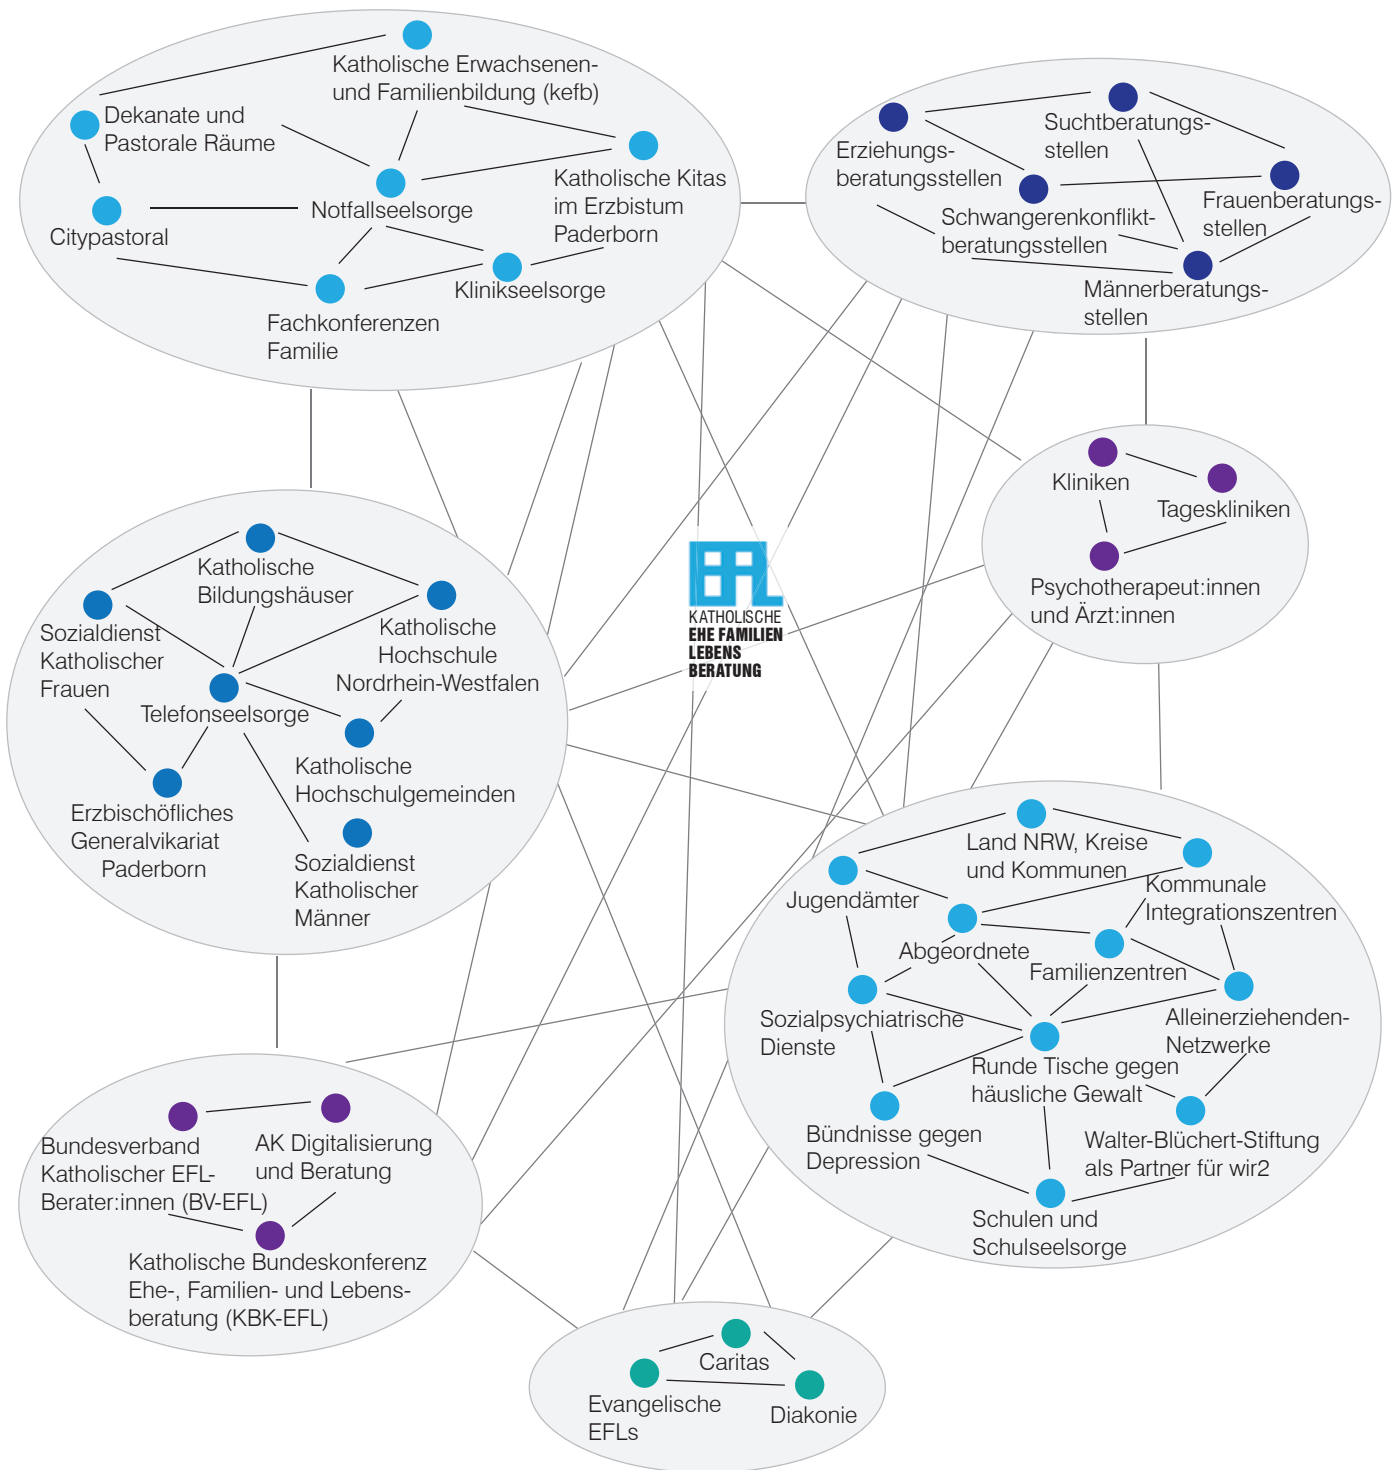 Katholische Erwachsenen-
und Familienbildung (kefb)
Dekanate und
Pastorale Räume
Katholische Kitas
im Erzbistum
Paderborn
Notfallseelsorge
Citypastoral
Klinikseelsorge
Fachkonferenzen
Familie
Suchtberatungs-
stellen
Erziehungs-
beratungsstellen
Frauenberatungs-
stellen
Schwangerenkonflikt-
beratungsstellen
Männerberatungs-
stellen
Kliniken
Tageskliniken
Psychotherapeut:innen
und Ärzt:innen
EFL
KATHOLISCHE
EHE FAMILIEN
LEBENS
BERATUNG
Katholische
Bildungshäuser
Sozialdienst
Katholischer
Frauen
Katholische
Hochschule
Nordrhein-Westfalen
Telefonseelsorge
Katholische
Hochschulgemeinden
Erzbischöfliches
Generalvikariat
Paderborn
Sozialdienst
Katholischer
Männer
Land NRW, Kreise
und Kommunen
Jugendämter
Kommunale
Integrationszentren
Abgeordnete
Familienzentren
Sozialpsychiatrische
Dienste
Alleinerziehenden-
Netzwerke
Runde Tische gegen
häusliche Gewalt
Bündnisse gegen
Depression
Walter-Blüchert-Stiftung
als Partner für wir2
Schulen und
Schulseelsorge
Bundesverband
Katholischer EFL-
Berater:innen (BV-EFL)
AK Digitalisierung
und Beratung
Katholische Bundeskonferenz
Ehe-, Familien- und Lebens-
beratung (KBK-EFL)
Caritas
Evangelische
EFLs
Diakonie